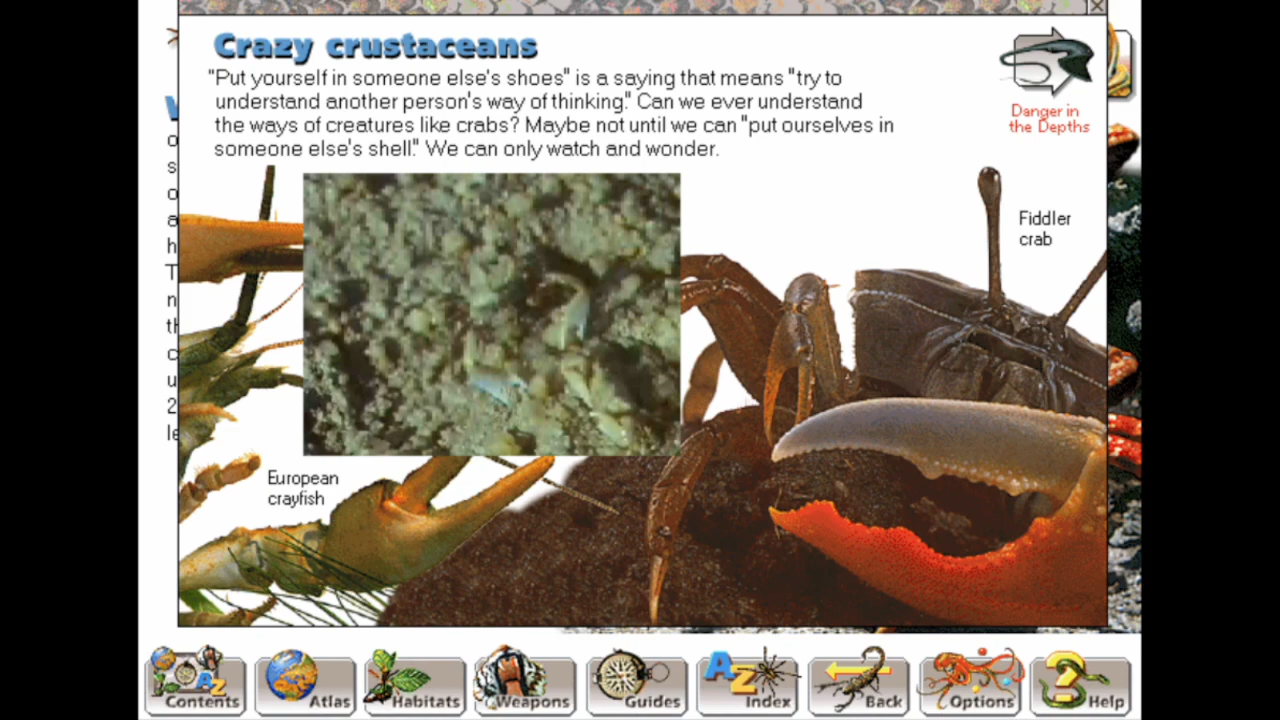 Crazy crustaceans
"Put yourself in someone else's shoes" is a saying that means "try to
understand another person's way of thinking." Can we ever understand
the ways of creatures like crabs? Maybe not until we can "put ourselves in
someone else's shell." We can only watch and wonder.
Danger in
the Depths
Fiddler
crab
European
crayfish
Contents
Atlas
Habitats
Weapons
Guides
AZ
Index
Back
Options
?
Help